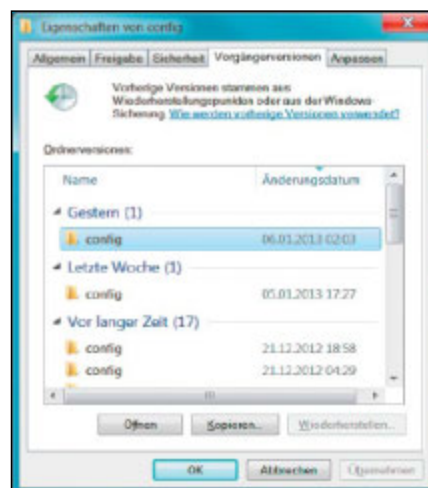 Eigenschaften von config
Allgemein Freigabe Sicherheit Vorgängerversionen Anpassen
Vorherige Versionen stammen aus
Wiederherstellungspunkten oder aus der Windows-
Sicherung. Wie werden vorherige Versionen verwendet?
Ordnerversionen:
Name Änderungsdatum
Gestern (1)
config 06.01.2013 02:03
Letzte Woche (1)
config 05.01.2013 17:27
Vor langer Zeit (17)
config 21.12.2012 18:58
config 21.12.2012 04:29
Öffnen Kopieren... Wiederherstellen...
OK Abbrechen Übernehmen